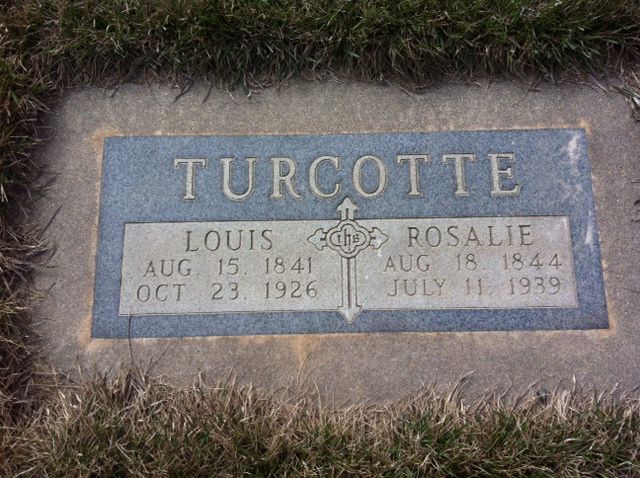 TURCOTTE
LOUIS
AUG. 15. 1841
OCT. 23. 1926
IHS
ROSALIE
AUG. 18. 1844
JULY 11. 1939